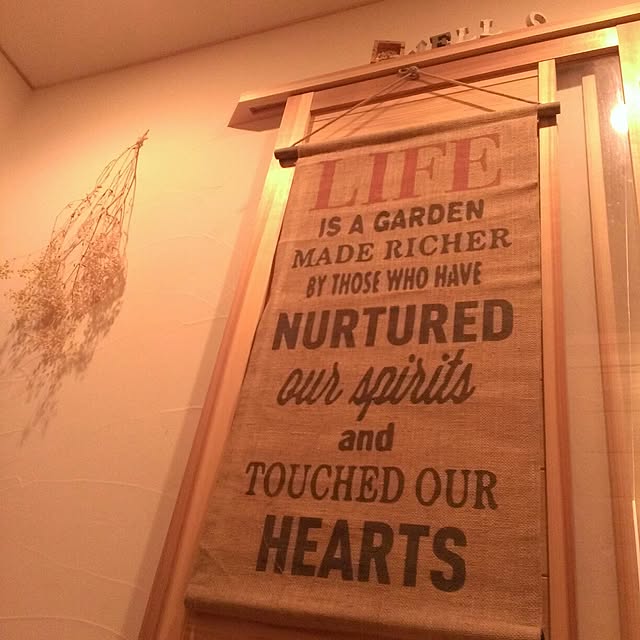 LIFE
IS A GARDEN
MADE RICHER
BY THOSE WHO HAVE
NURTURED
our spirits
and
TOUCHED OUR
HEARTS